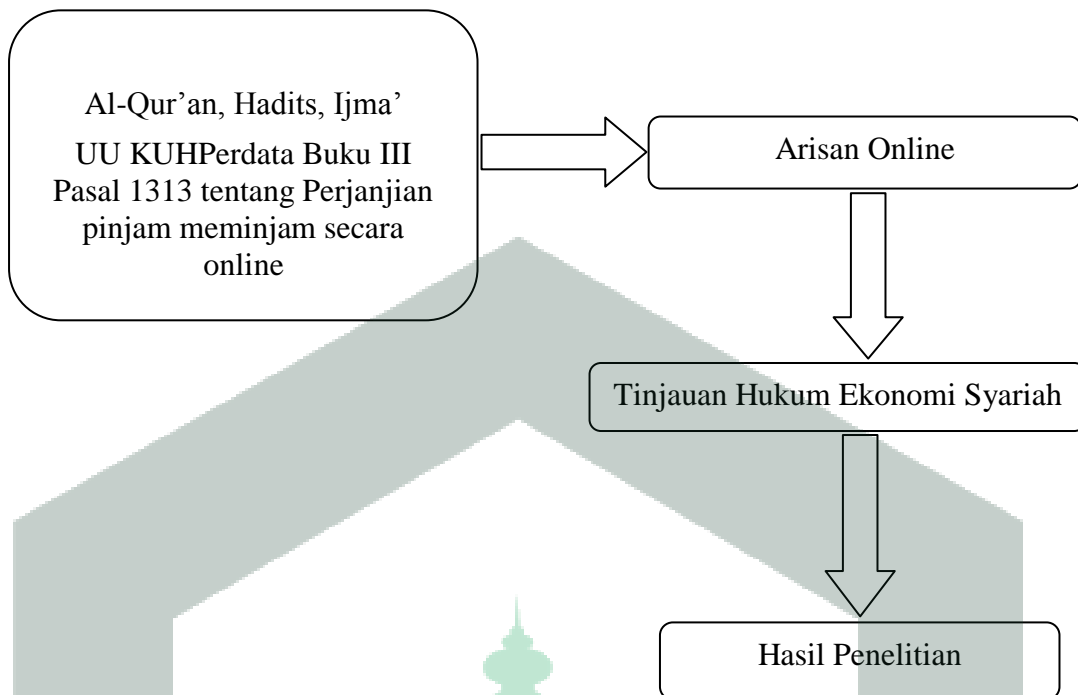 Al-Qur’an, Hadits, Ijma’
UU KUHPerdata Buku III
Pasal 1313 tentang Perjanjian
pinjam meminjam secara
online
Arisan Online
Tinjauan Hukum Ekonomi Syariah
Hasil Penelitian